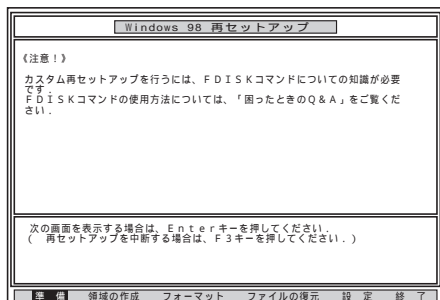 Windows 98 再セットアップ
《注意!》
カスタム再セットアップを行うには、FDISKコマンドについての知識が必要
です.
FDISKコマンドの使用方法については、「困ったときのQ&A」をご覧くだ
さい.
次の画面を表示する場合は、Enterキーを押してください.
( 再セットアップを中断する場合は、F3キーを押してください.)
準 備 領域の作成 フォーマット ファイルの復元 設 定 終 了